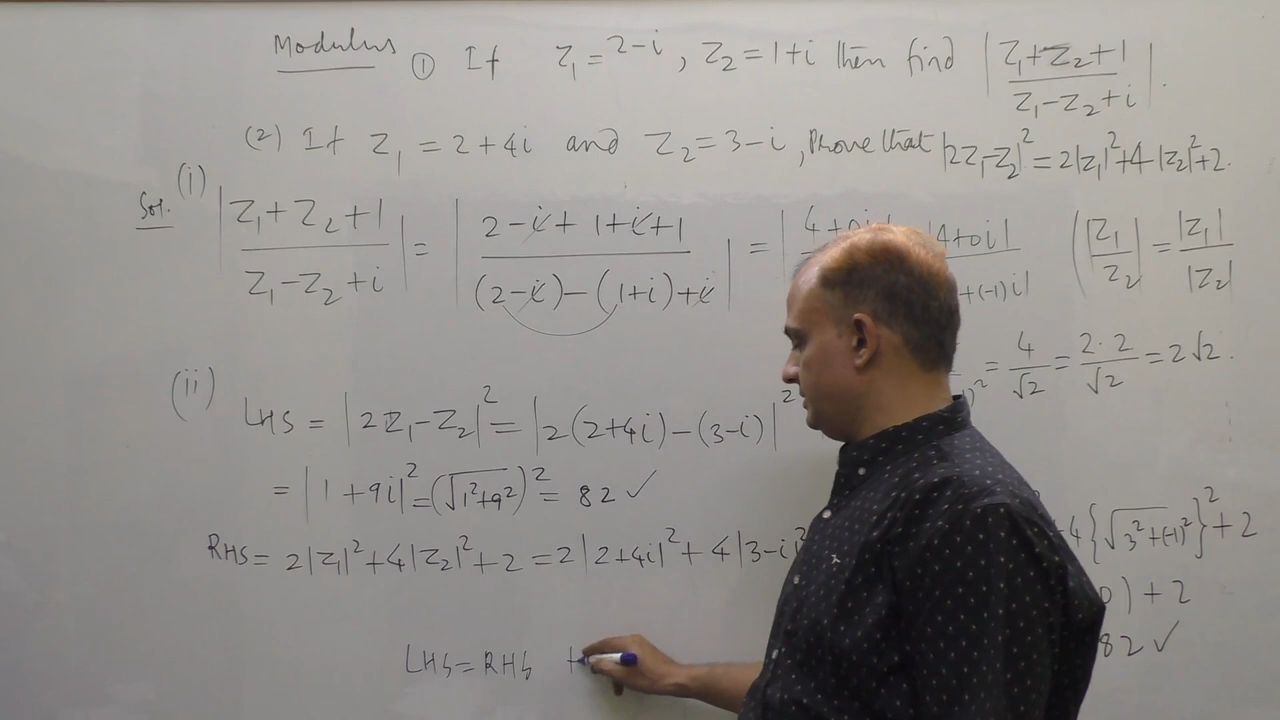 Modulus ① If Z₁ = 2-i, Z₂ = 1+i then find |(Z₁+Z₂+1)/(Z₁-Z₂+i)|.
(2) If Z₁ = 2+4i and Z₂ = 3-i, Prove that |2Z₁-Z₂|² = 2|Z₁|²+4|Z₂|²+2.
Sol. (i) |(Z₁+Z₂+1)/(Z₁-Z₂+i)| = |(2-i+1+i+1)/((2-i)-(1+i)+i)| = |4+0i |4+0i| +(-1)i| (|Z₁/Z₂| = |Z₁|/|Z₂|
)² = 4/√2 = 2·2/√2 = 2√2.
(ii) LHS = |2Z₁-Z₂|² = |2(2+4i)-(3-i)|²
= |1+9i|² = (√1²+9²)² = 82 ✓
RHS = 2|Z₁|²+4|Z₂|²+2 = 2|2+4i|²+4|3-i|² +4{√3²+(-1)²}²+2
0)+2
82 ✓
LHS = RHS